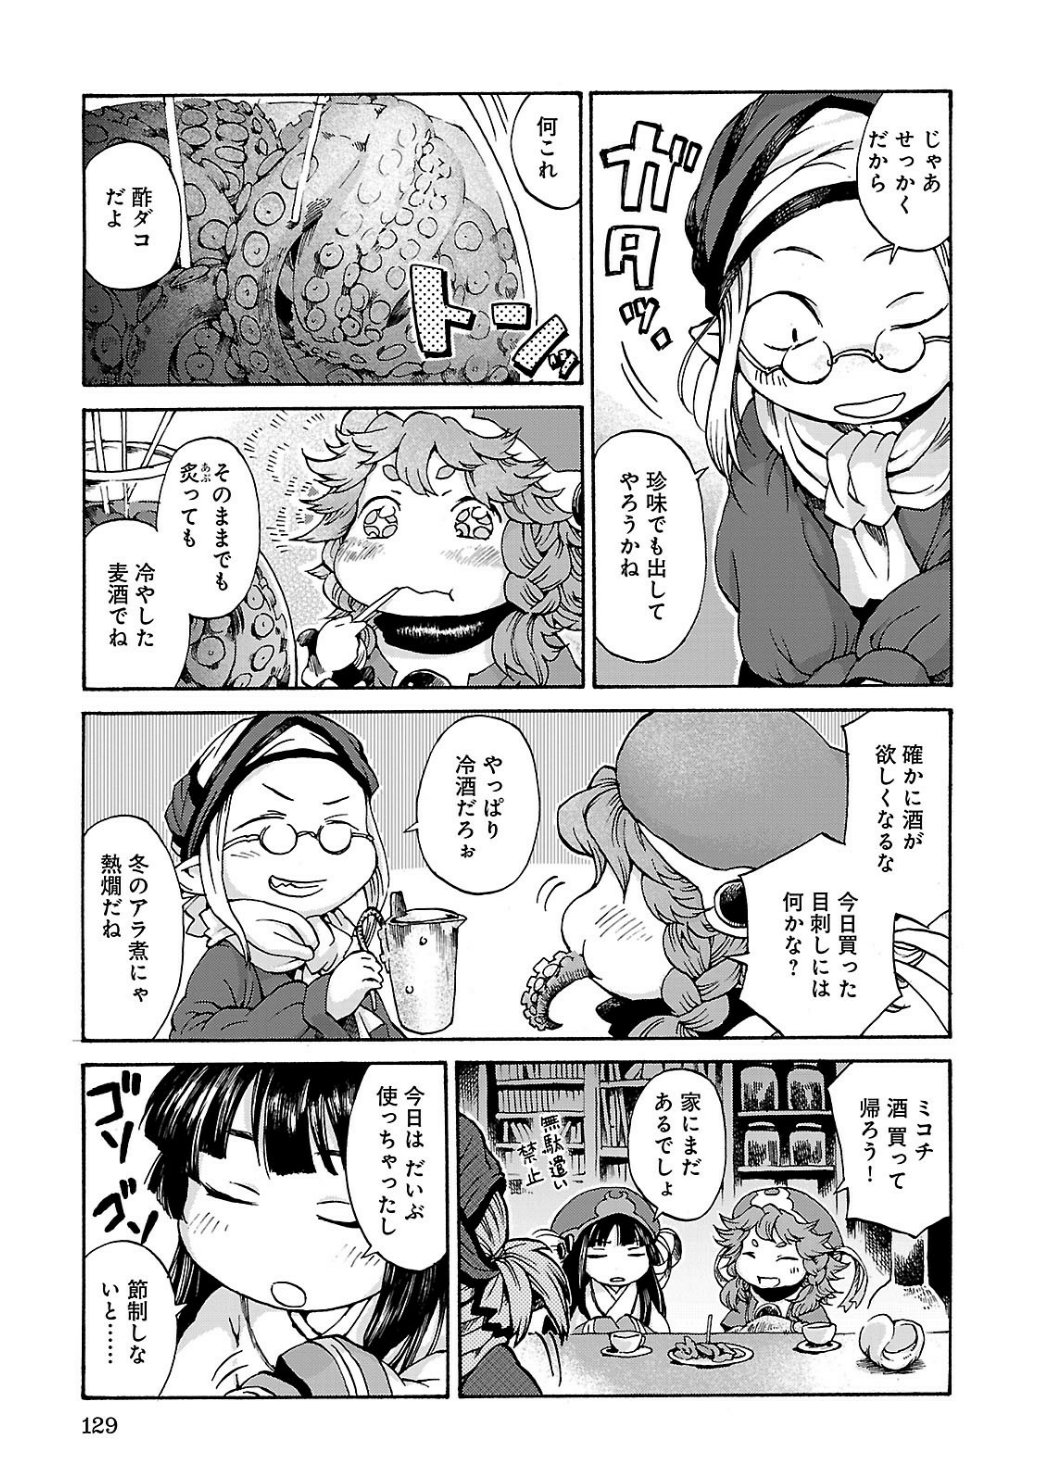 じゃあ
せっかく
だから
ガタッ
珍味でも出して
やろうかね
何これ
トーンッ
酢ダコ
だよ
そのままでも
炙っても
あぶ
冷やした
麦酒でね
確かに酒が
欲しくなるな
今日買った
目刺しには
何かな？
やっぱり
冷酒だろぉ
冬のアラ煮にゃ
熱燗だね
ミコチ
酒 買って
帰ろう！
家にまだ
あるでしょ
無駄遣い
禁止
今日は だいぶ
使っちゃったし
ゴソ
ゴソ
節制しな
いと……
129